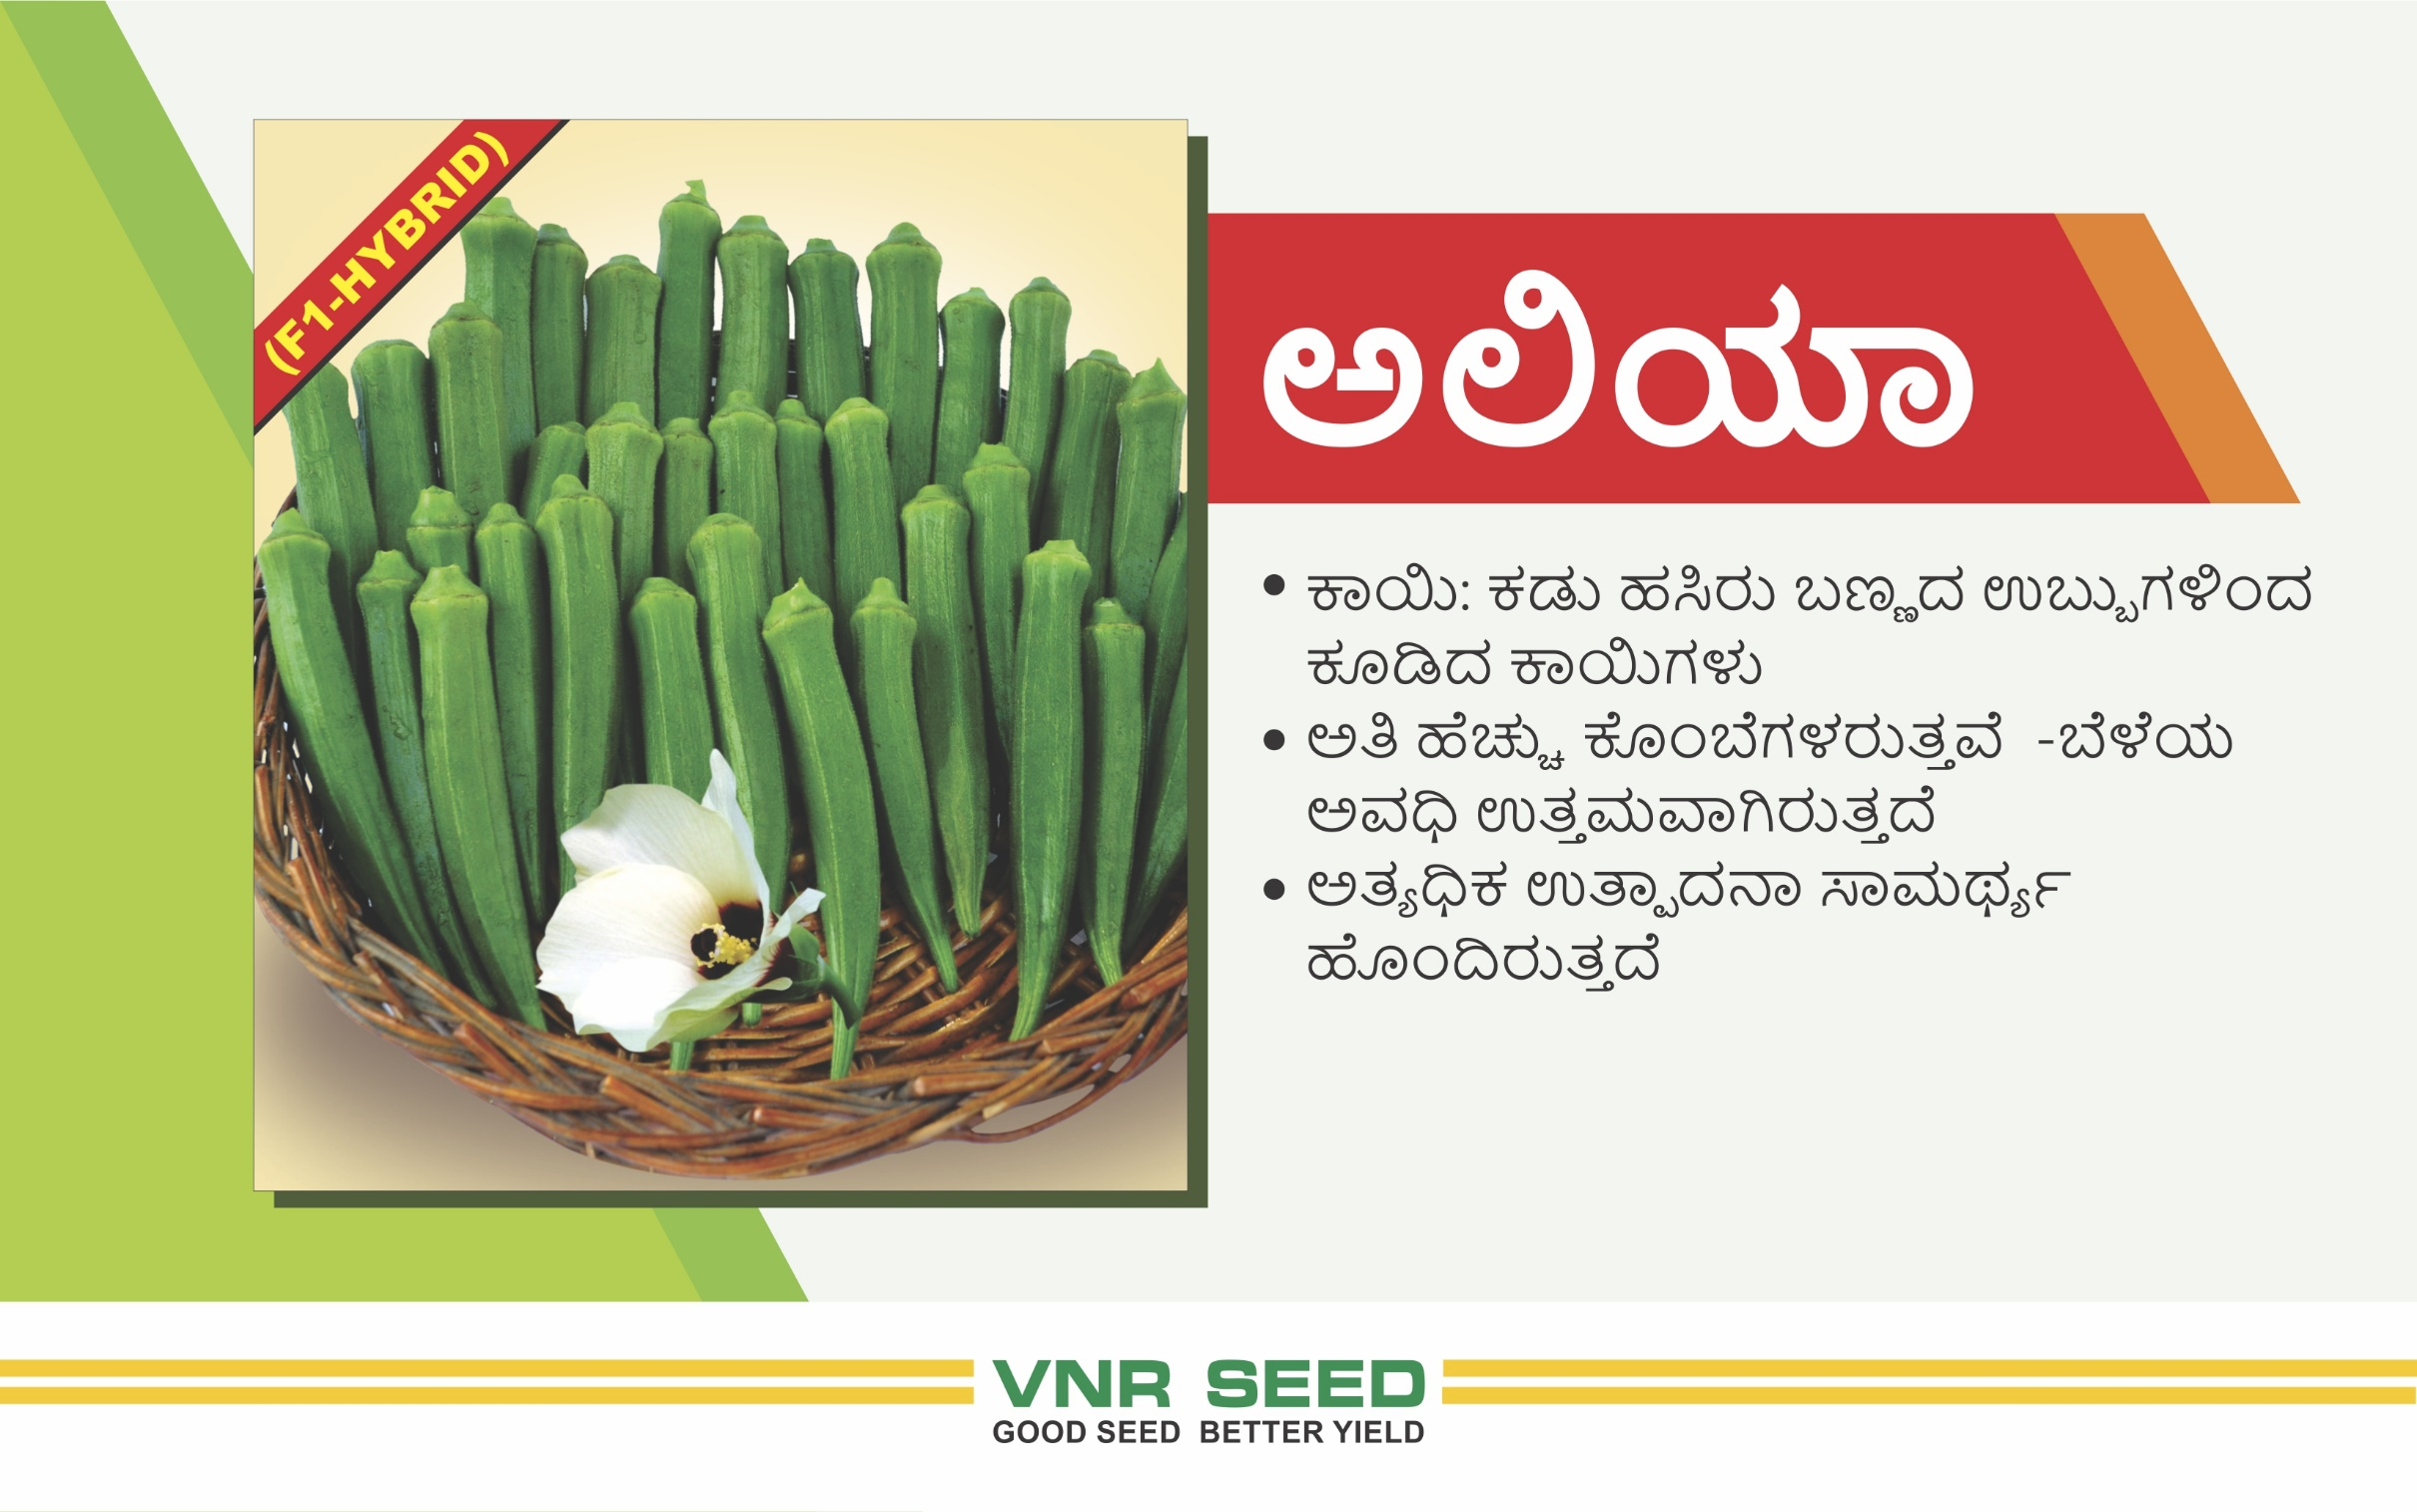 (F1-HYBRID))
ಅಲಿಯಾ
• ಕಾಯಿ: ಕಡು ಹಸಿರು ಬಣ್ಣದ ಉಬ್ಬುಗಳಿಂದ
ಕೂಡಿದ ಕಾಯಿಗಳು
• ಅತಿ ಹೆಚ್ಚು ಕೊಂಬೆಗಳಿರುತ್ತವೆ -ಬೆಳೆಯ
ಅವಧಿ ಉತ್ತಮವಾಗಿರುತ್ತದೆ
• ಅತ್ಯಧಿಕ ಉತ್ಪಾದನಾ ಸಾಮರ್ಥ್ಯ
ಹೊಂದಿರುತ್ತದೆ
VNR SEED
GOOD SEED BETTER YIELD